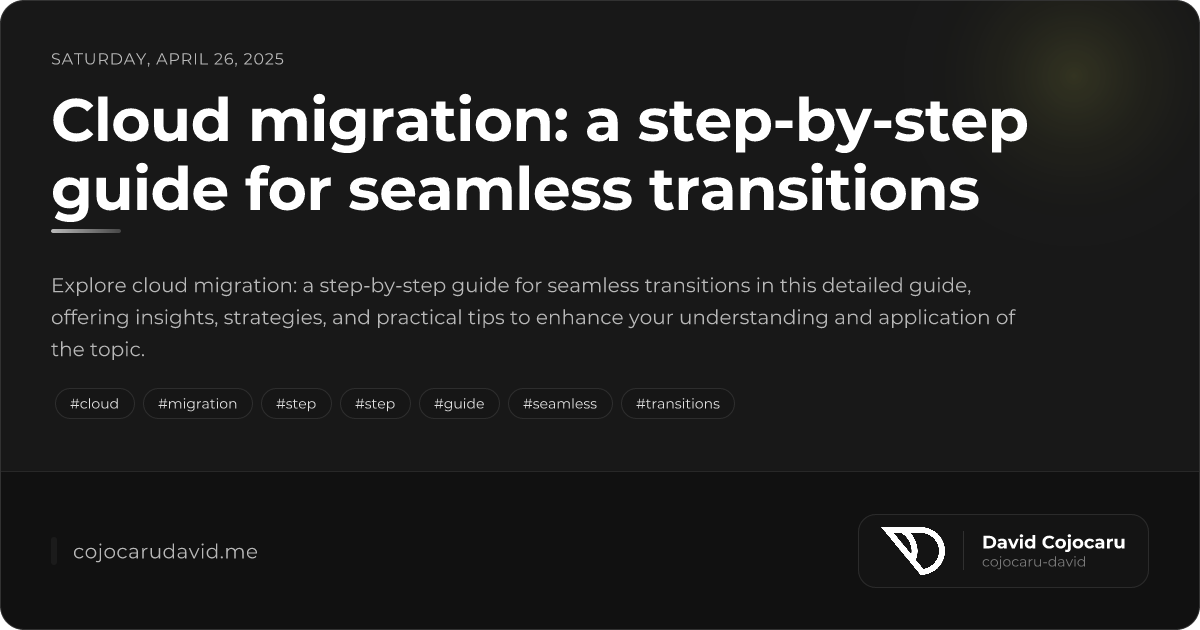 SATURDAY, APRIL 26, 2025
Cloud migration: a step-by-step
guide for seamless transitions
Explore cloud migration: a step-by-step guide for seamless transitions in this detailed guide,
offering insights, strategies, and practical tips to enhance your understanding and application of
the topic.
#cloud #migration #step #step #guide #seamless #transitions
cojocarudavid.me
David Cojocaru
cojocaru-david